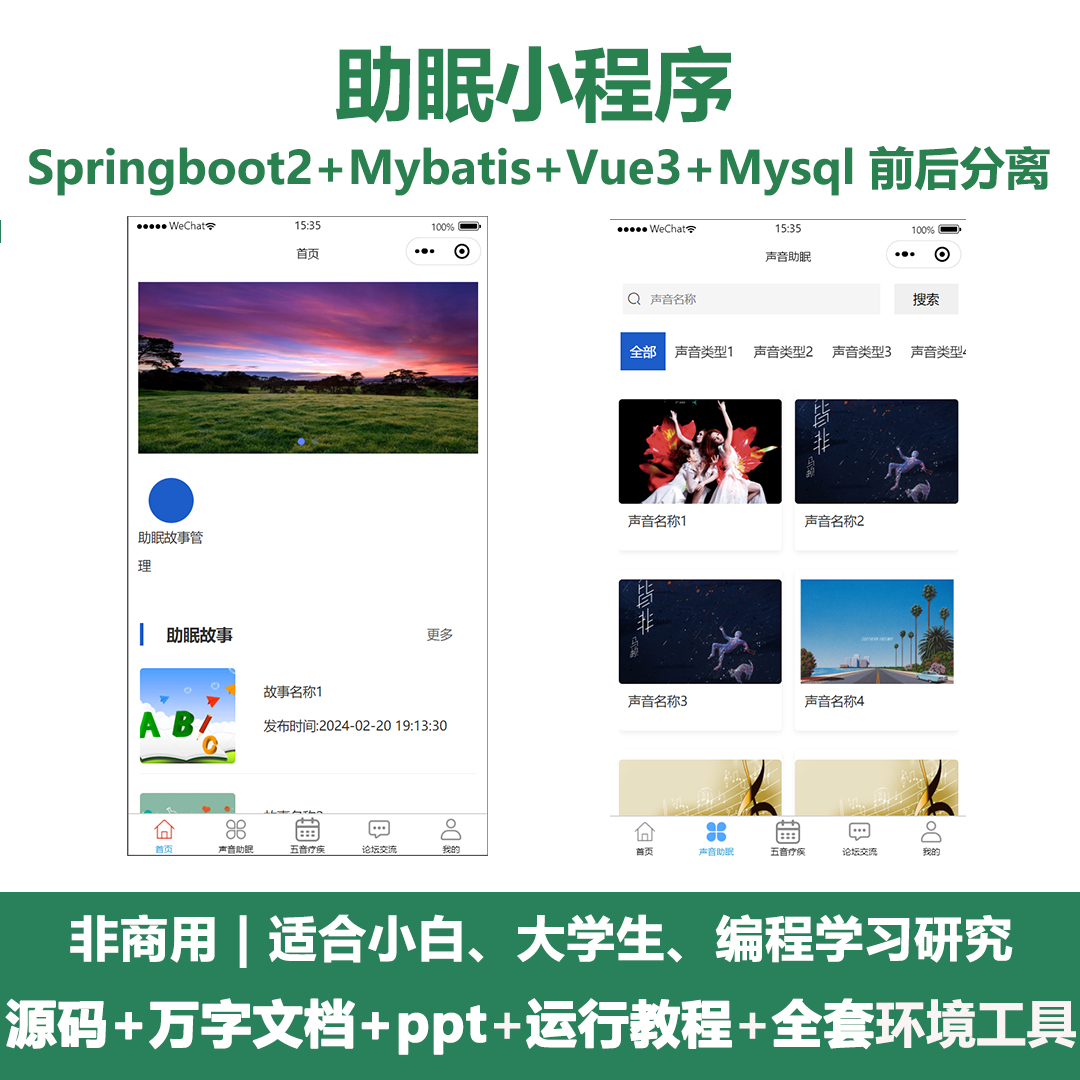 助眠小程序
Springboot2+Mybatis+Vue3+Mysql 前后分离
WeChat 15:35 100%
首页
助眠故事管
理
助眠故事 更多
故事名称1
发布时间:2024-02-20 19:13:30
首页 声音助眠 五音疗疾 论坛交流 我的
WeChat 15:35 100%
声音助眠
声音名称 搜索
全部 声音类型1 声音类型2 声音类型3 声音类型4
皆非 马頔
声音名称1 声音名称2
皆非 马頔
声音名称3 声音名称4
首页 声音助眠 五音疗疾 论坛交流 我的
非商用 | 适合小白、大学生、编程学习研究
源码+万字文档+ppt+运行教程+全套环境工具